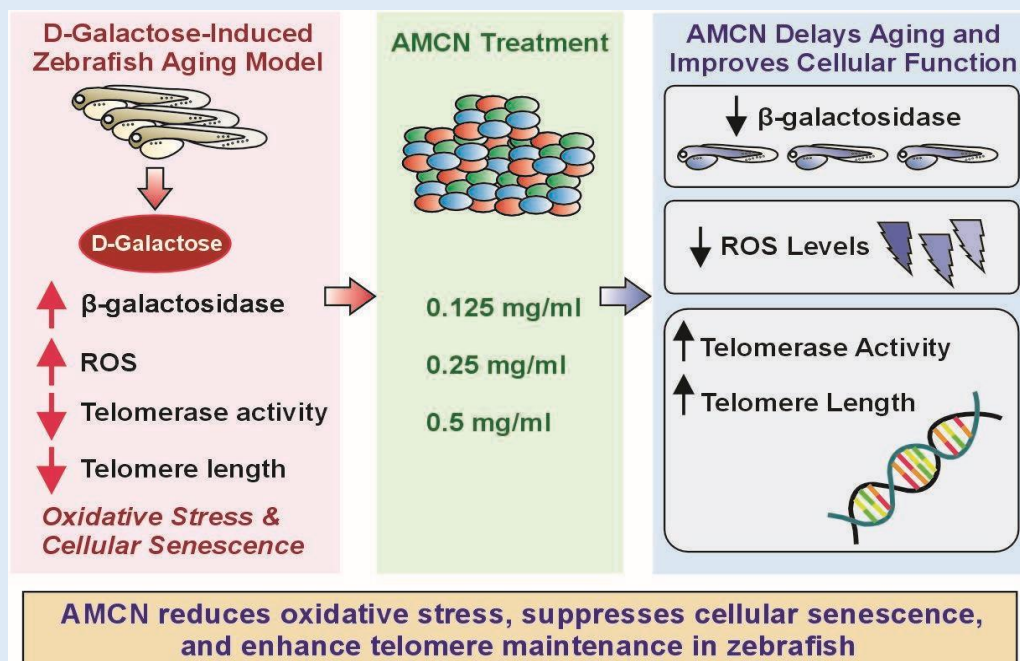 D-Galactose-Induced
Zebrafish Aging Model
D-Galactose
β-galactosidase
ROS
Telomerase activity
Telomere length
Oxidative Stress &
Cellular Senescence
AMCN Treatment
0.125 mg/ml
0.25 mg/ml
0.5 mg/ml
AMCN Delays Aging and
Improves Cellular Function
β-galactosidase
ROS Levels
Telomerase Activity
Telomere Length
AMCN reduces oxidative stress, suppresses cellular senescence,
and enhance telomere maintenance in zebrafish